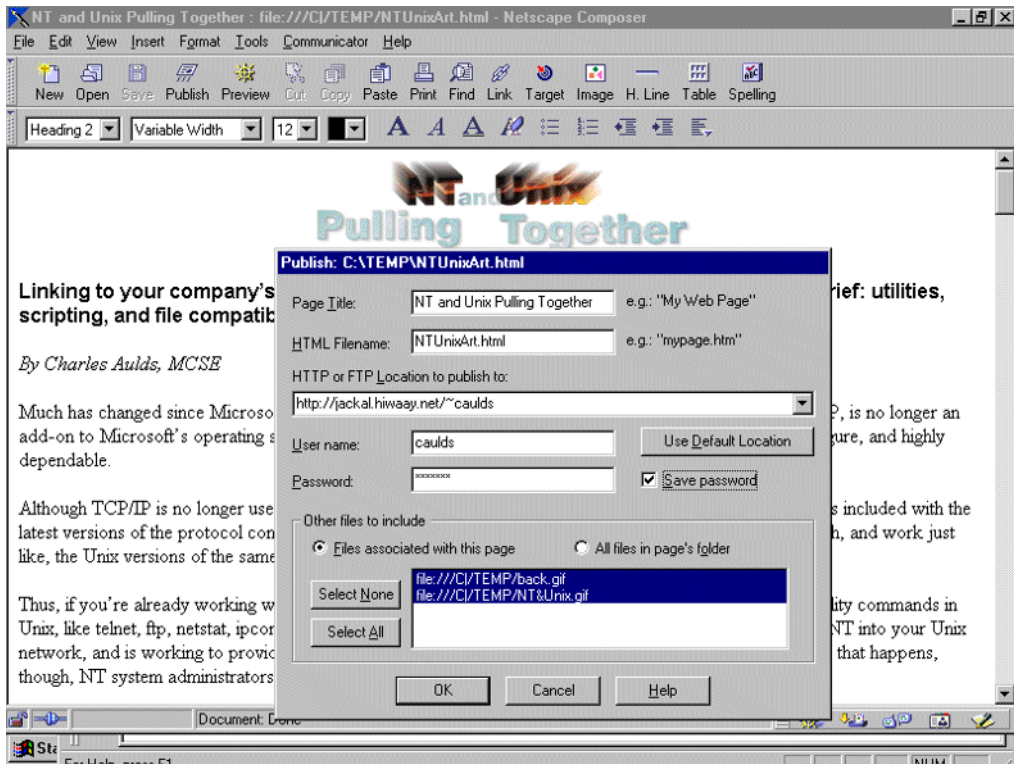 NT and Unix Pulling Together : file:///C|/TEMP/NTUnixArt.html - Netscape Composer
File Edit View Insert Format Tools Communicator Help
New Open Save Publish Preview Cut Copy Paste Print Find Link Target Image H. Line Table Spelling
Heading 2 Variable Width 12 A A A
NT and Unix
Pulling Together
Linking to your company's
rief: utilities,
scripting, and file compatib
By Charles Aulds, MCSE
Much has changed since Microso
P, is no longer an
add-on to Microsoft's operating s
gure, and highly
dependable.
Although TCP/IP is no longer use
s included with the
latest versions of the protocol con
h, and work just
like, the Unix versions of the same
Thus, if you're already working w
lity commands in
Unix, like telnet, ftp, netstat, ipcon
NT into your Unix
network, and is working to provic
that happens,
though, NT system administrators
Publish: C:\TEMP\NTUnixArt.html
Page Title: NT and Unix Pulling Together e.g.: "My Web Page"
HTML Filename: NTUnixArt.html e.g.: "mypage.htm"
HTTP or FTP Location to publish to:
http://jackal.hiwaay.net/~caulds
User name: caulds Use Default Location
Password: ******* Save password
Other files to include
Files associated with this page All files in page's folder
Select None
file:///C|/TEMP/back.gif
file:///C|/TEMP/NT&Unix.gif
Select All
OK Cancel Help
Document: Done
Sta
For Help, press F1
NUM